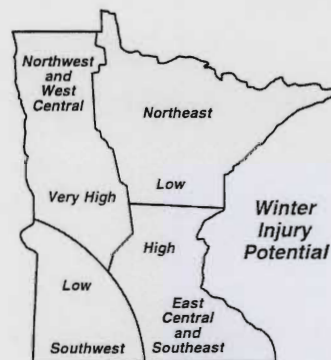 Northwest
and
West
Central
Northeast
Very High
Low
Winter
Injury
Potential
High
Low
East
Central
and
Southeast
Southwest